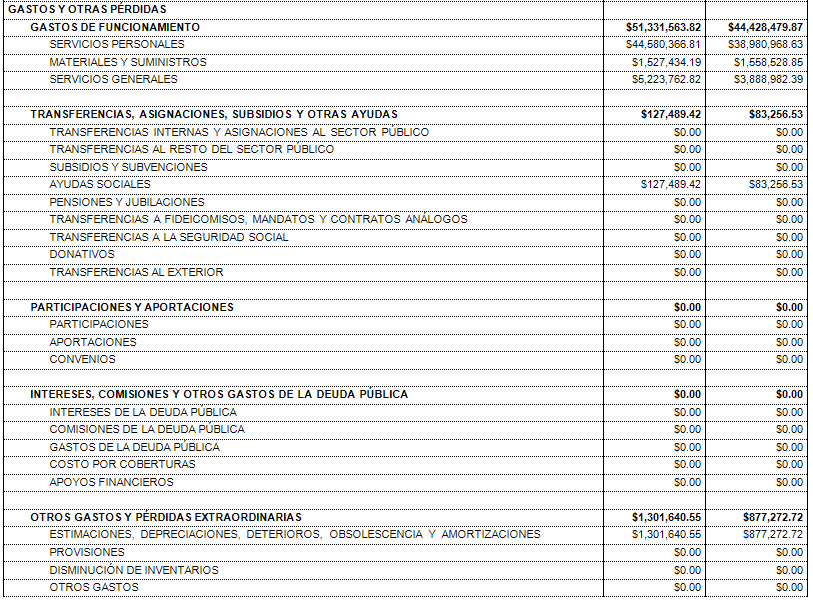 GASTOS Y OTRAS PÉRDIDAS
GASTOS DE FUNCIONAMIENTO $51,331,563.82 $44,428,479.87
SERVICIOS PERSONALES $44,580,366.81 $38,980,968.63
MATERIALES Y SUMINISTROS $1,527,434.19 $1,558,528.85
SERVICIOS GENERALES $5,223,762.82 $3,888,982.39
TRANSFERENCIAS, ASIGNACIONES, SUBSIDIOS Y OTRAS AYUDAS $127,489.42 $83,256.53
TRANSFERENCIAS INTERNAS Y ASIGNACIONES AL SECTOR PÚBLICO $0.00 $0.00
TRANSFERENCIAS AL RESTO DEL SECTOR PÚBLICO $0.00 $0.00
SUBSIDIOS Y SUBVENCIONES $0.00 $0.00
AYUDAS SOCIALES $127,489.42 $83,256.53
PENSIONES Y JUBILACIONES $0.00 $0.00
TRANSFERENCIAS A FIDEICOMISOS, MANDATOS Y CONTRATOS ANÁLOGOS $0.00 $0.00
TRANSFERENCIAS A LA SEGURIDAD SOCIAL $0.00 $0.00
DONATIVOS $0.00 $0.00
TRANSFERENCIAS AL EXTERIOR $0.00 $0.00
PARTICIPACIONES Y APORTACIONES $0.00 $0.00
PARTICIPACIONES $0.00 $0.00
APORTACIONES $0.00 $0.00
CONVENIOS $0.00 $0.00
INTERESES, COMISIONES Y OTROS GASTOS DE LA DEUDA PÚBLICA $0.00 $0.00
INTERESES DE LA DEUDA PÚBLICA $0.00 $0.00
COMISIONES DE LA DEUDA PÚBLICA $0.00 $0.00
GASTOS DE LA DEUDA PÚBLICA $0.00 $0.00
COSTO POR COBERTURAS $0.00 $0.00
APOYOS FINANCIEROS $0.00 $0.00
OTROS GASTOS Y PÉRDIDAS EXTRAORDINARIAS $1,301,640.55 $877,272.72
ESTIMACIONES, DEPRECIACIONES, DETERIOROS, OBSOLESCENCIA Y AMORTIZACIONES $1,301,640.55 $877,272.72
PROVISIONES $0.00 $0.00
DISMINUCIÓN DE INVENTARIOS $0.00 $0.00
OTROS GASTOS $0.00 $0.00